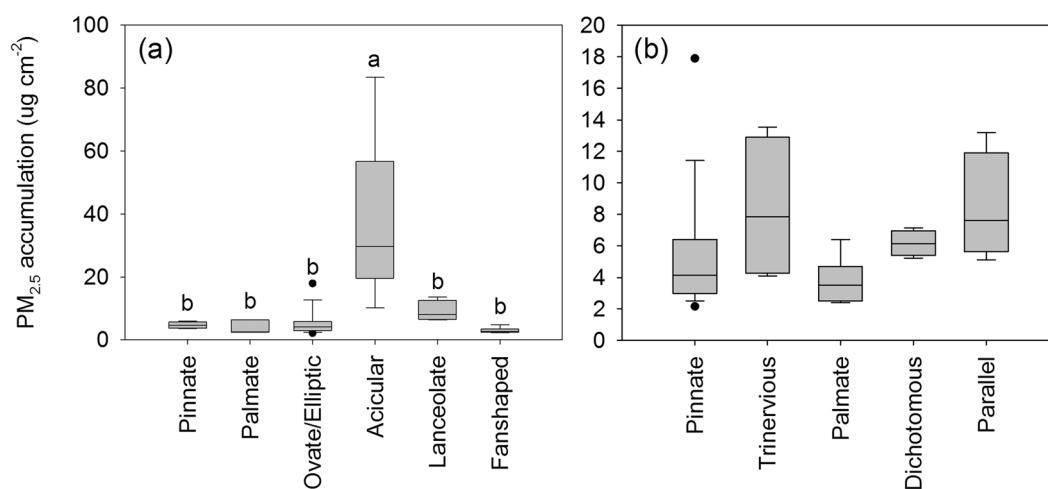 PM2.5 accumulation (ug cm-2)
100
80
60
40
20
0
(a)
b
b
b
a
b
b
Pinnate
Palmate
Ovate/Elliptic
Acicular
Lanceolate
Fanshaped
20
18
16
14
12
10
8
6
4
2
0
(b)
Pinnate
Trinervious
Palmate
Dichotomous
Parallel